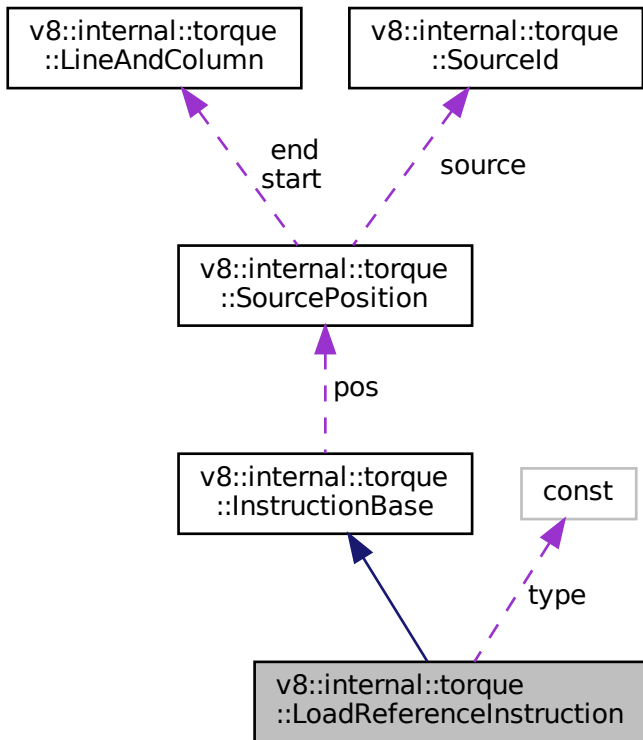 v8::internal::torque
::LineAndColumn
v8::internal::torque
::SourceId
end
start
source
v8::internal::torque
::SourcePosition
pos
v8::internal::torque
::InstructionBase
const
type
v8::internal::torque
::LoadReferenceInstruction